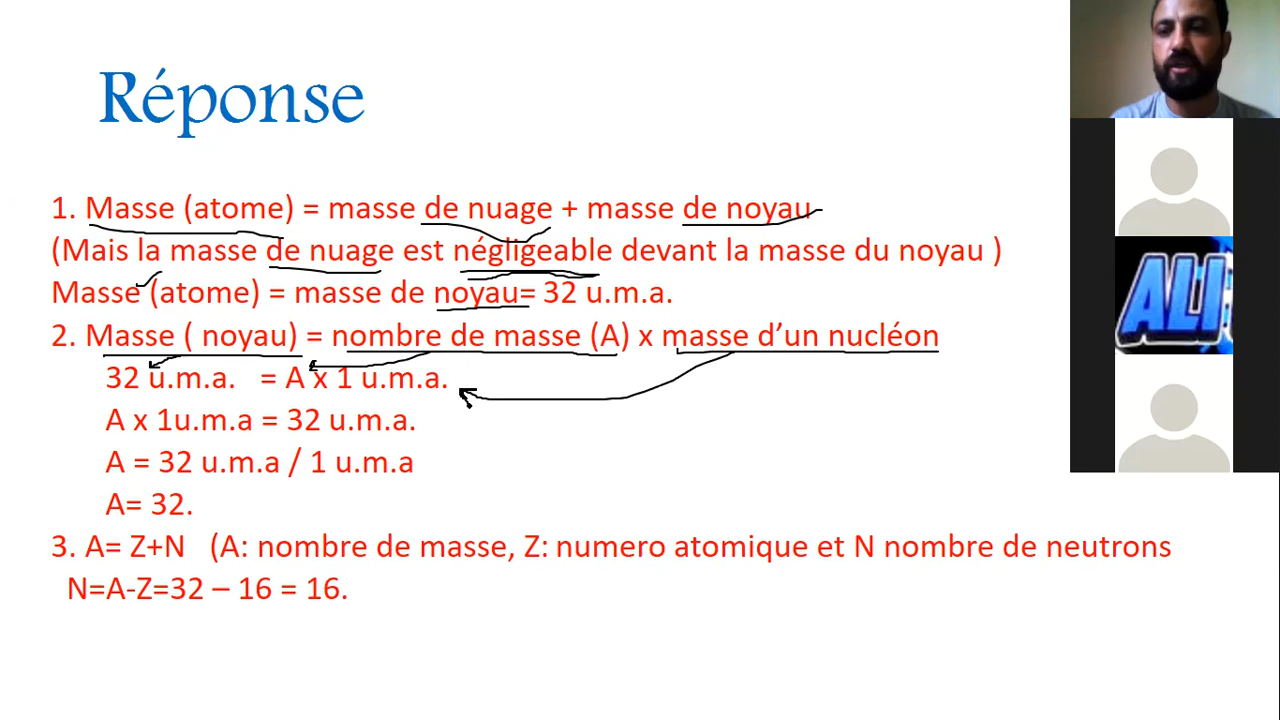 Réponse
1. Masse (atome) = masse de nuage + masse de noyau
(Mais la masse de nuage est négligeable devant la masse du noyau )
Masse (atome) = masse de noyau= 32 u.m.a.
2. Masse ( noyau) = nombre de masse (A) x masse d’un nucléon
32 u.m.a. = A x 1 u.m.a.
A x 1u.m.a = 32 u.m.a.
A = 32 u.m.a / 1 u.m.a
A= 32.
3. A= Z+N (A: nombre de masse, Z: numero atomique et N nombre de neutrons
N=A-Z=32 – 16 = 16.
ALI